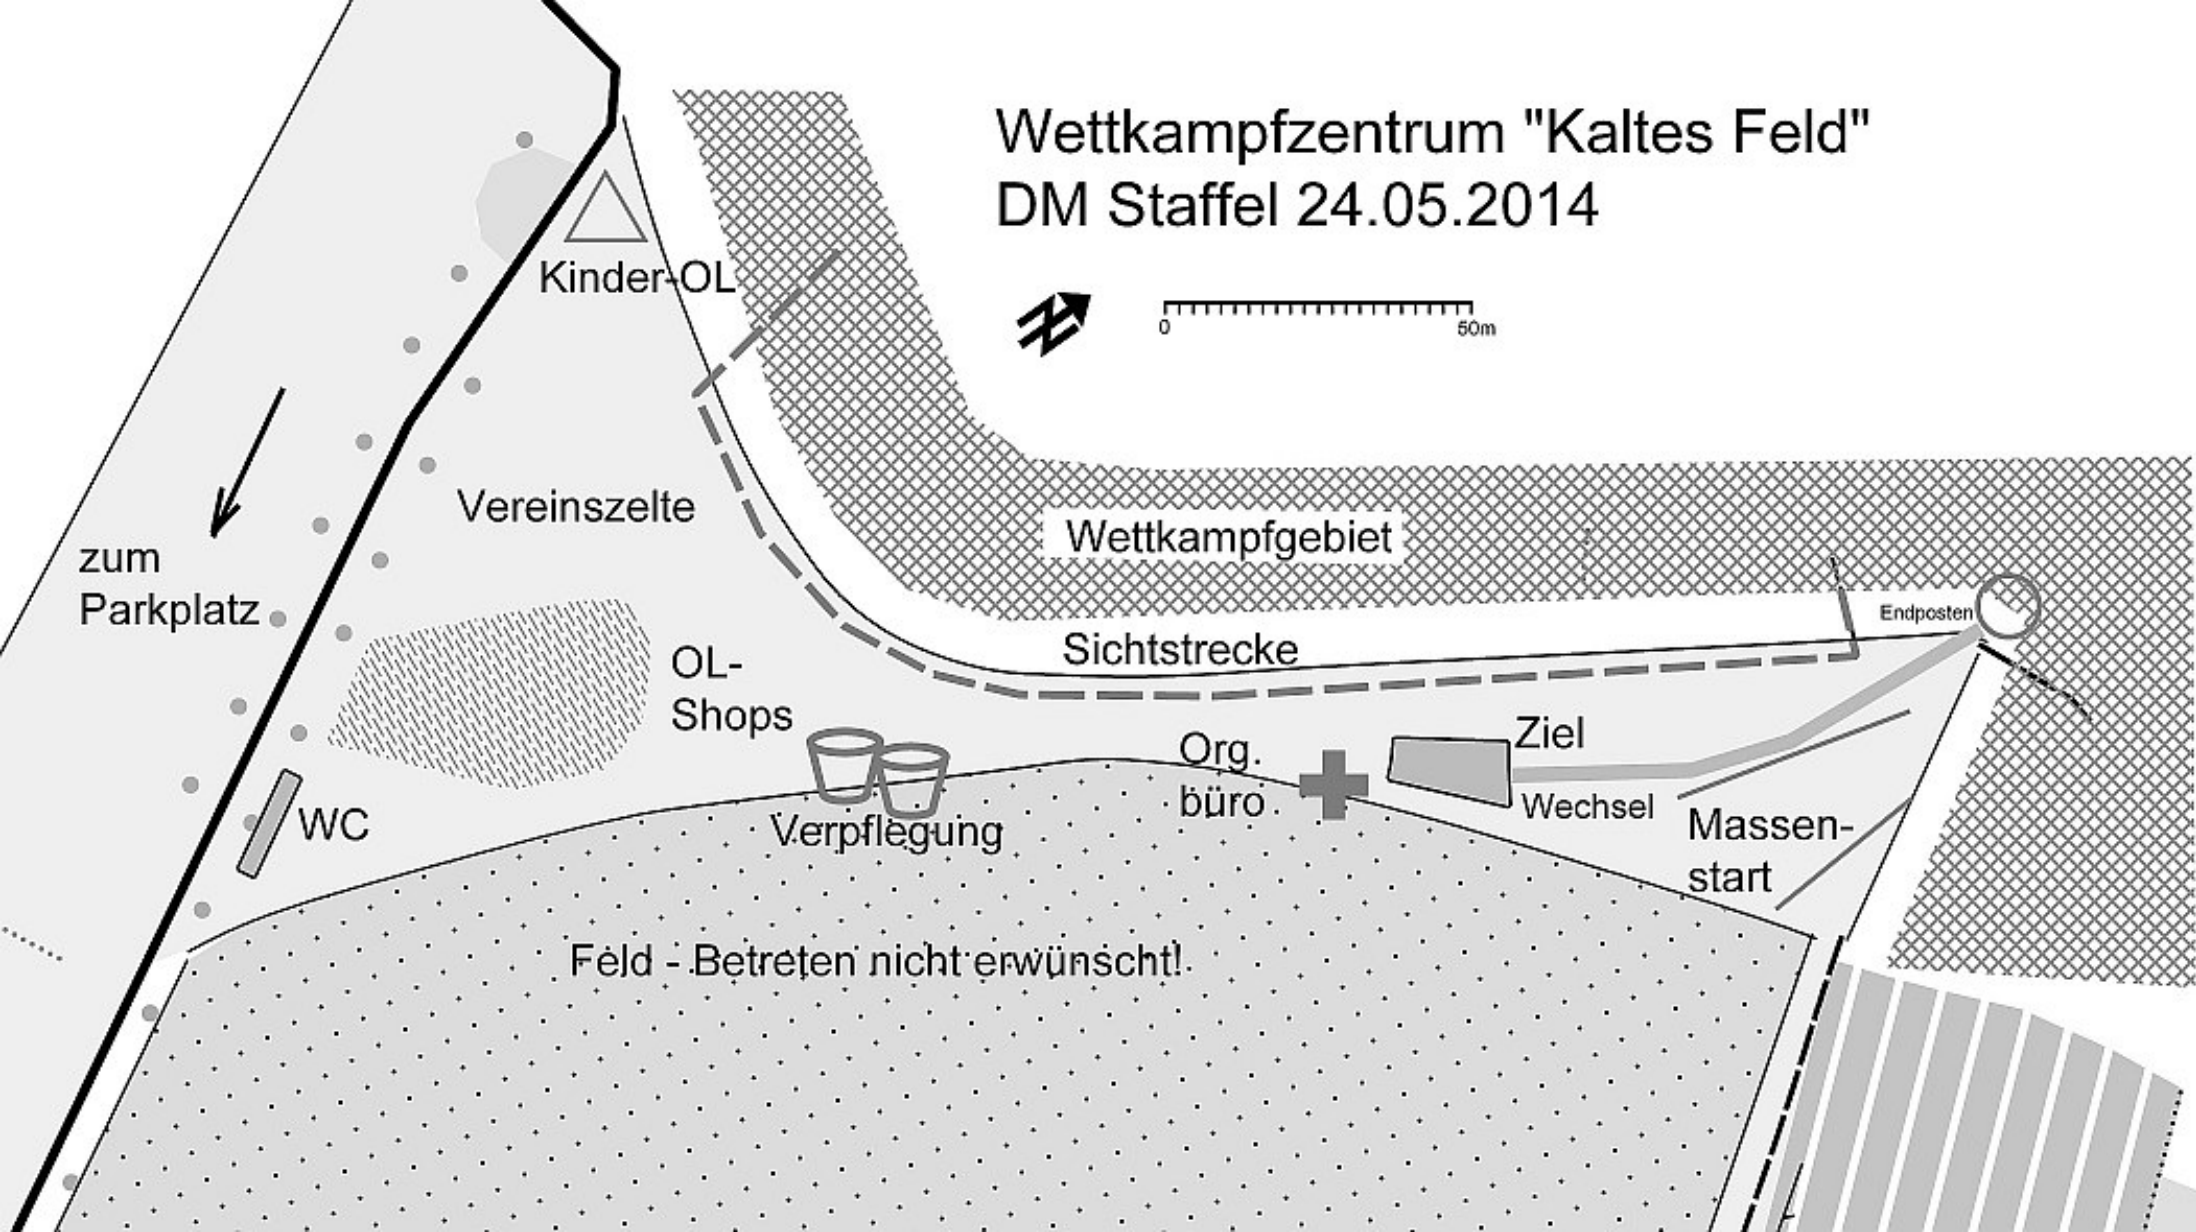 Wettkampfzentrum "Kaltes Feld"
DM Staffel 24.05.2014
Kinder-OL
0
50m
Vereinszelte
zum
Parkplatz
Wettkampfgebiet
Endposten
Sichtstrecke
OL-
Shops
Org.
büro
Ziel
Wechsel
WC
Verpflegung
Massen-
start
Feld - Betreten nicht erwünscht!